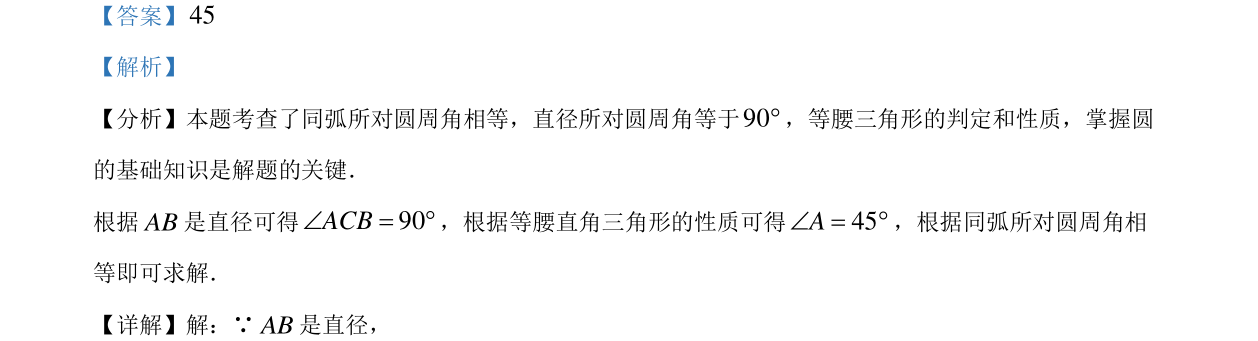 【答案】45
【解析】
【分析】本题考查了同弧所对圆周角相等，直径所对圆周角等于90°，等腰三角形的判定和性质，掌握圆
的基础知识是解题的关键．
根据 AB 是直径可得∠ACB＝90°，根据等腰直角三角形的性质可得∠A＝45°，根据同弧所对圆周角相
等即可求解．
【详解】解：∵ AB 是直径，